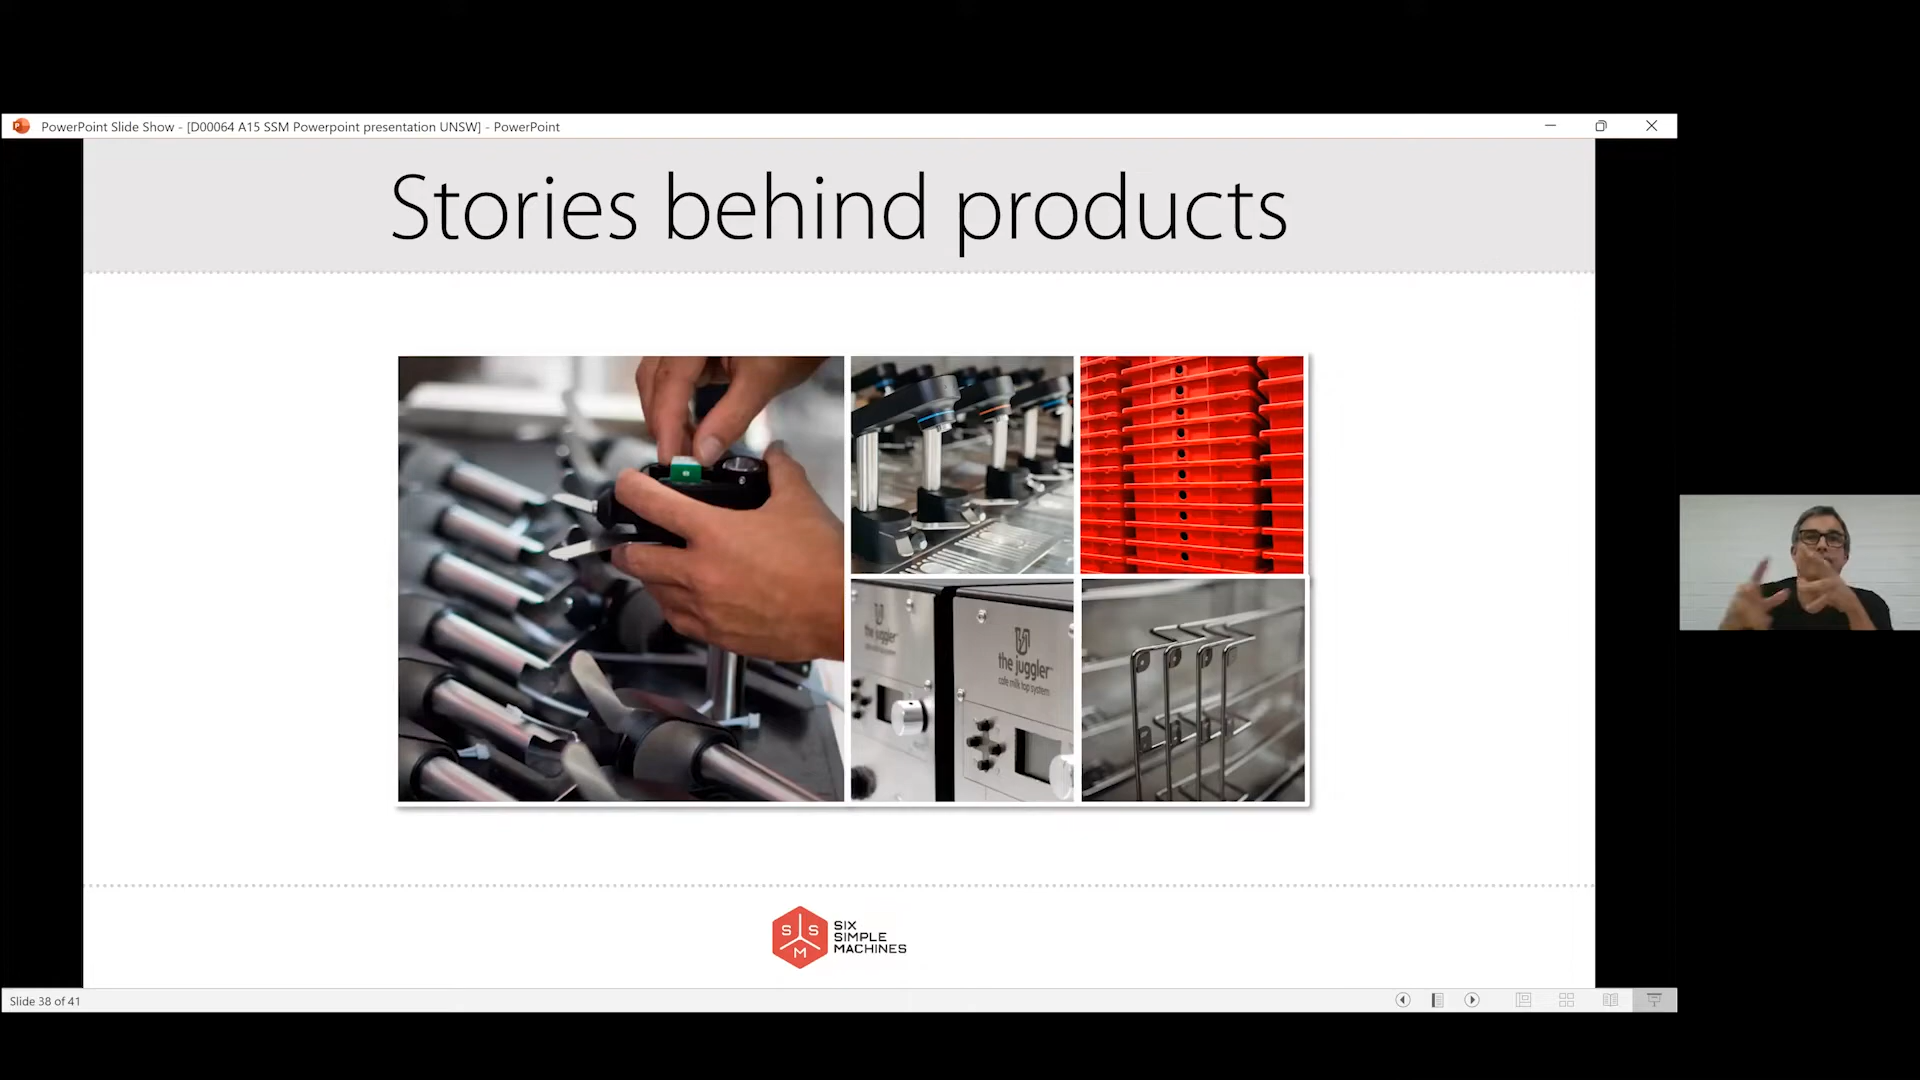 PowerPoint Slide Show - [D00064 A15 SSM Powerpoint presentation UNSW] - PowerPoint
Stories behind products
the juggler
the juggler
cafe milk tap system
S S
M
SIX
SIMPLE
MACHINES
Slide 38 of 41